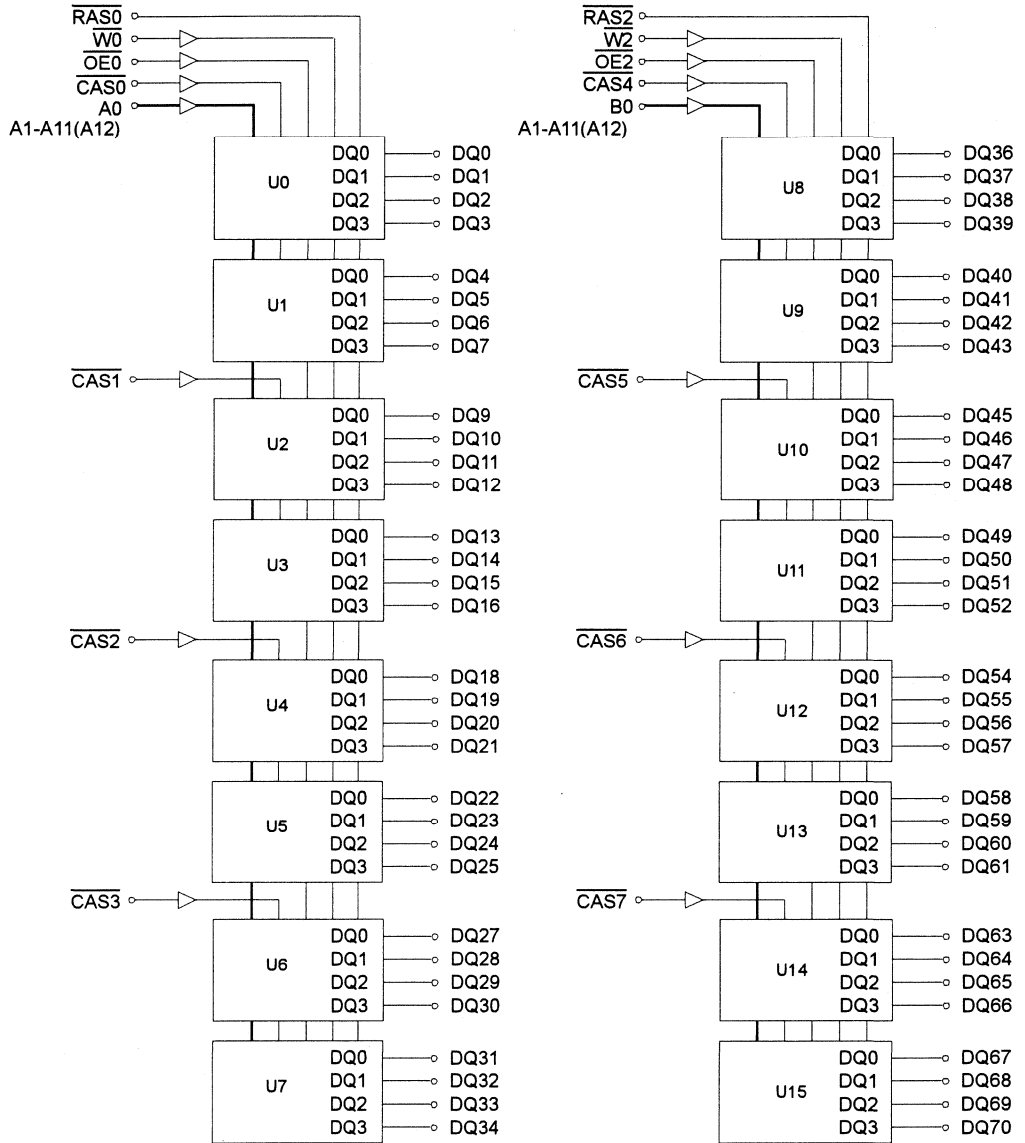 RAS0
W0
OE0
CAS0
A0
A1-A11(A12)
U0
DQ0 DQ0
DQ1 DQ1
DQ2 DQ2
DQ3 DQ3
U1
DQ0 DQ4
DQ1 DQ5
DQ2 DQ6
DQ3 DQ7
CAS1
U2
DQ0 DQ9
DQ1 DQ10
DQ2 DQ11
DQ3 DQ12
U3
DQ0 DQ13
DQ1 DQ14
DQ2 DQ15
DQ3 DQ16
CAS2
U4
DQ0 DQ18
DQ1 DQ19
DQ2 DQ20
DQ3 DQ21
U5
DQ0 DQ22
DQ1 DQ23
DQ2 DQ24
DQ3 DQ25
CAS3
U6
DQ0 DQ27
DQ1 DQ28
DQ2 DQ29
DQ3 DQ30
U7
DQ0 DQ31
DQ1 DQ32
DQ2 DQ33
DQ3 DQ34
RAS2
W2
OE2
CAS4
B0
A1-A11(A12)
U8
DQ0 DQ36
DQ1 DQ37
DQ2 DQ38
DQ3 DQ39
U9
DQ0 DQ40
DQ1 DQ41
DQ2 DQ42
DQ3 DQ43
CAS5
U10
DQ0 DQ45
DQ1 DQ46
DQ2 DQ47
DQ3 DQ48
U11
DQ0 DQ49
DQ1 DQ50
DQ2 DQ51
DQ3 DQ52
CAS6
U12
DQ0 DQ54
DQ1 DQ55
DQ2 DQ56
DQ3 DQ57
U13
DQ0 DQ58
DQ1 DQ59
DQ2 DQ60
DQ3 DQ61
CAS7
U14
DQ0 DQ63
DQ1 DQ64
DQ2 DQ65
DQ3 DQ66
U15
DQ0 DQ67
DQ1 DQ68
DQ2 DQ69
DQ3 DQ70